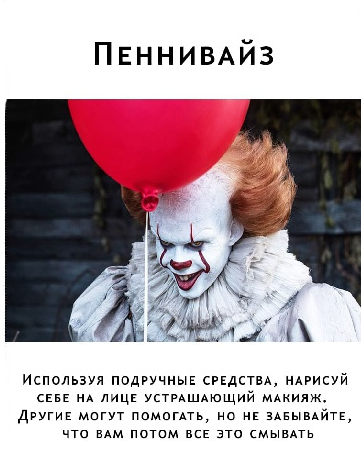 Пеннивайз
Используя подручные средства, нарисуй
себе на лице устрашающий макияж.
Другие могут помогать, но не забывайте,
что вам потом все это смывать